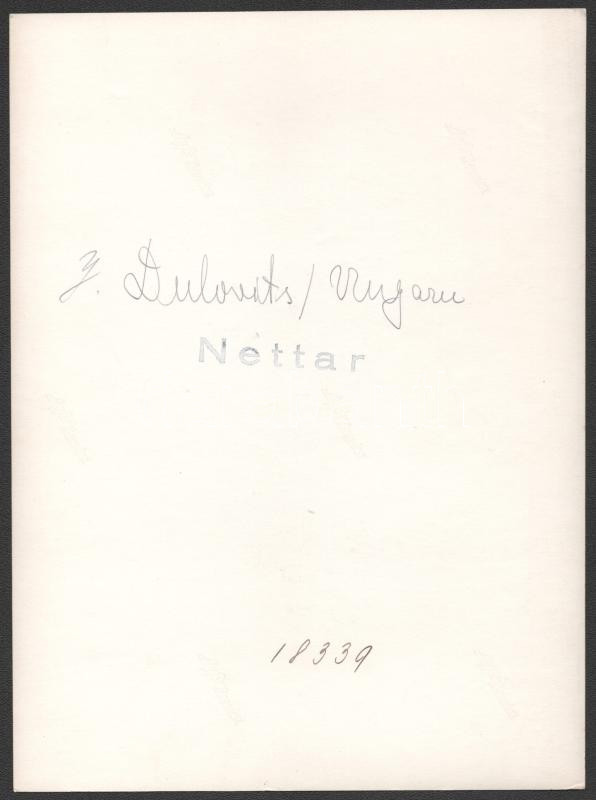 J. Dulovits / Ungarn
Nettar
18339